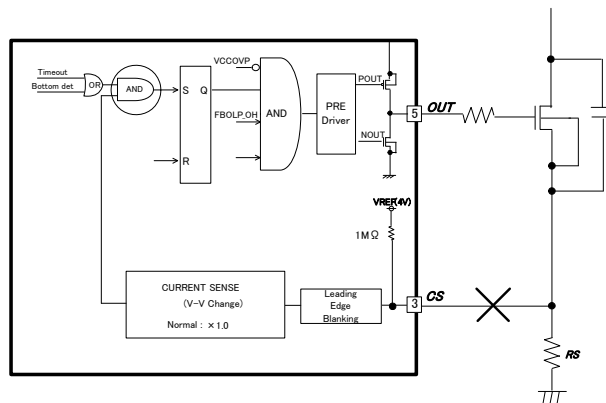 Timeout
Bottom det
OR
AND
S
Q
R
VCCOVP
FBOLP_OH
AND
PRE
Driver
POUT
NOUT
5
OUT
VREF(4V)
1MΩ
CURRENT SENSE
(V-V Change)
Normal : ×1.0
Leading
Edge
Blanking
3
CS
RS